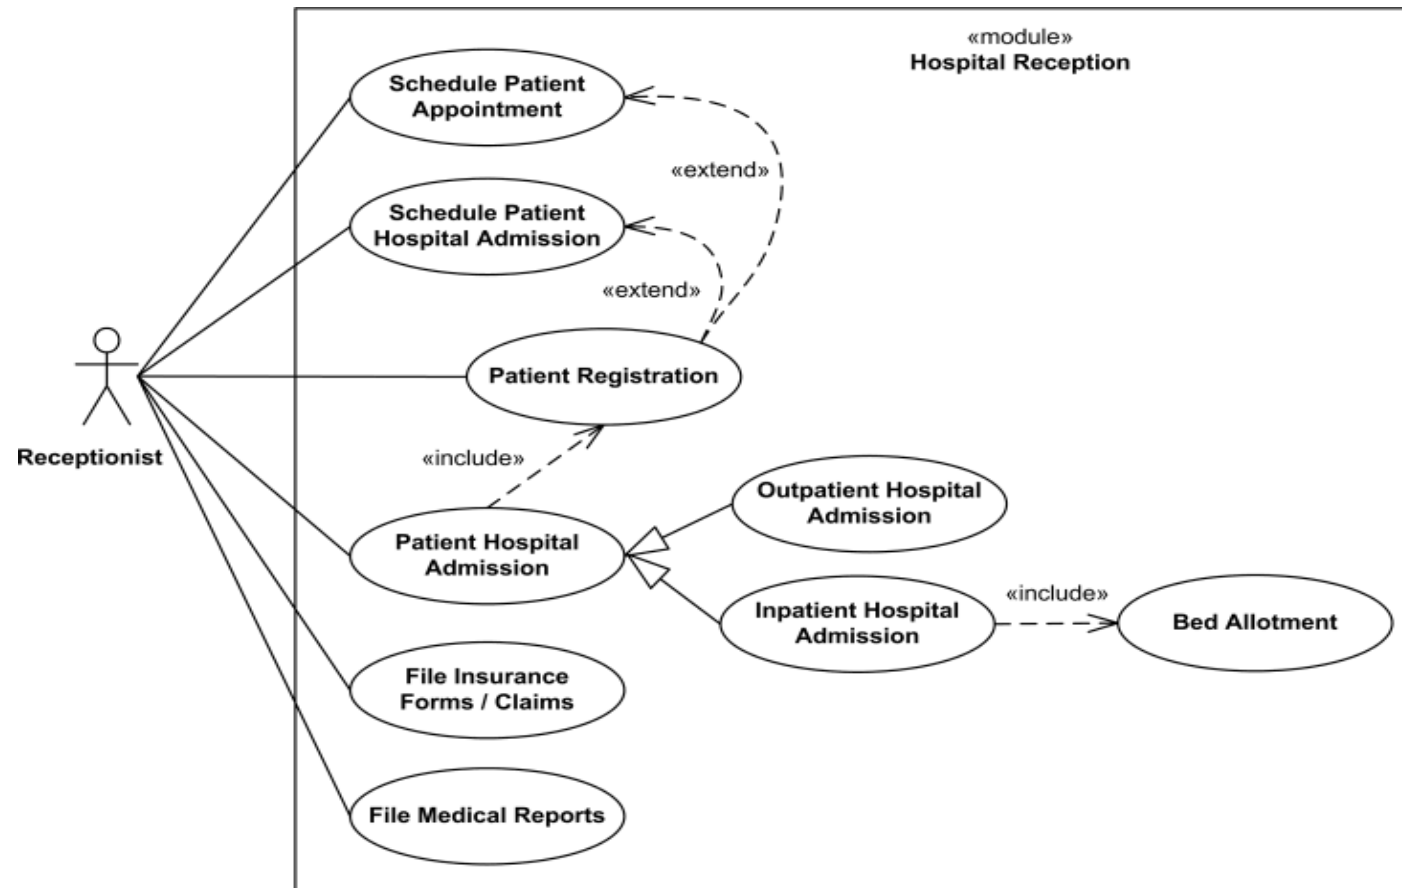 «module»
Hospital Reception
Schedule Patient
Appointment
«extend»
Schedule Patient
Hospital Admission
«extend»
Patient Registration
Receptionist
«include»
Outpatient Hospital
Admission
Patient Hospital
Admission
Inpatient Hospital
Admission
«include»
Bed Allotment
File Insurance
Forms / Claims
File Medical Reports